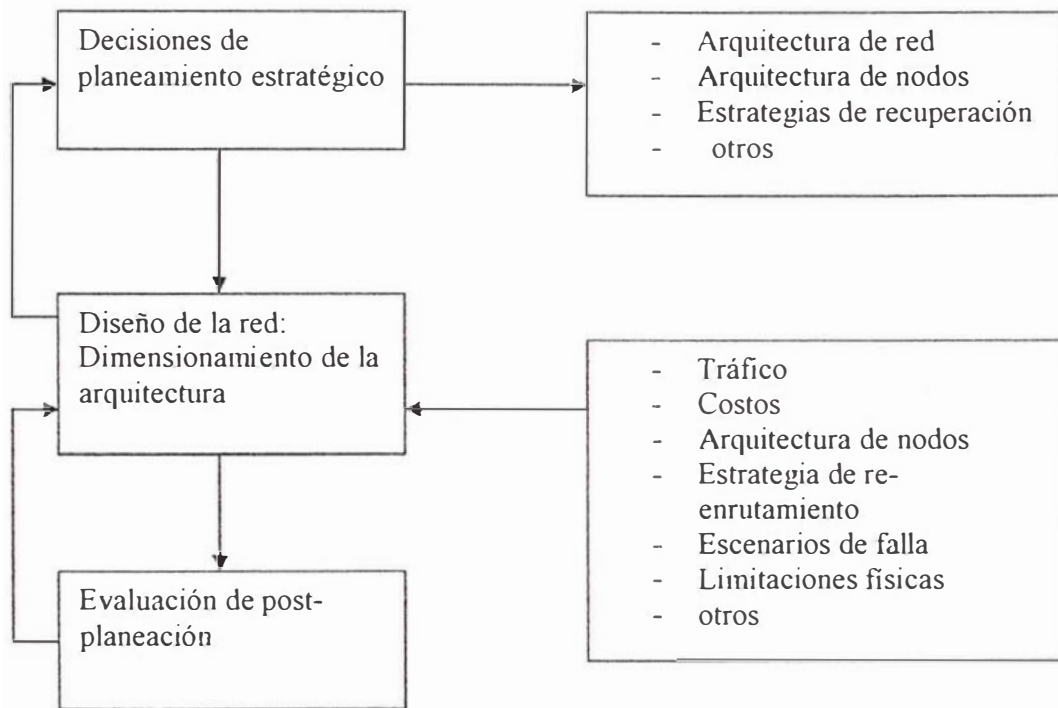 Decisiones de
planeamiento estratégico
- Arquitectura de red
- Arquitectura de nodos
- Estrategias de recuperación
- otros
Diseño de la red:
Dimensionamiento de la
arquitectura
- Tráfico
- Costos
- Arquitectura de nodos
- Estrategia de re-
enrutamiento
- Escenarios de falla
- Limitaciones físicas
- otros
Evaluación de post-
planeación